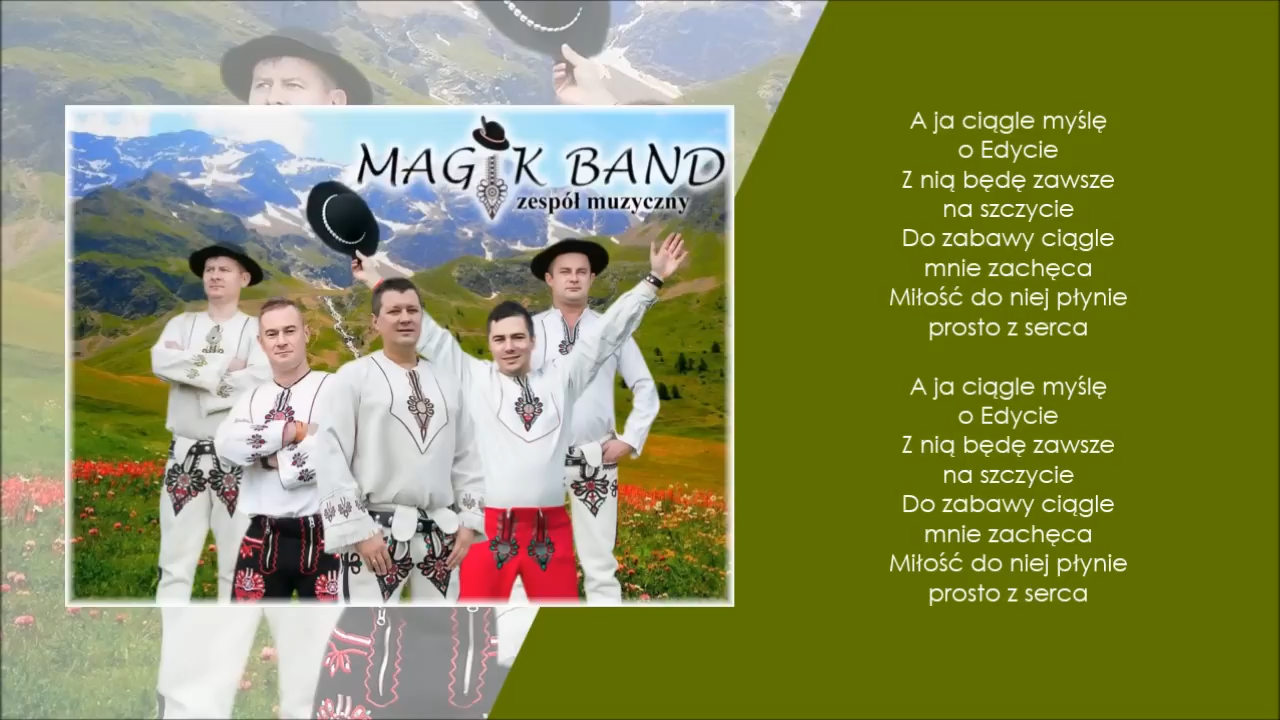 MAGIK BAND
zespół muzyczny
A ja ciągle myślę
o Edycie
Z nią będę zawsze
na szczycie
Do zabawy ciągle
mnie zachęca
Miłość do niej płynie
prosto z serca
A ja ciągle myślę
o Edycie
Z nią będę zawsze
na szczycie
Do zabawy ciągle
mnie zachęca
Miłość do niej płynie
prosto z serca